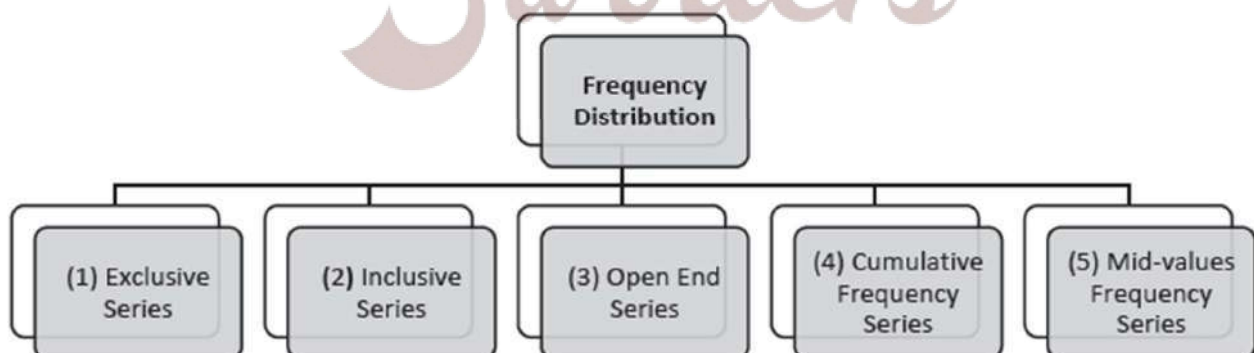 Frequency
Distribution
(1) Exclusive
Series
(2) Inclusive
Series
(3) Open End
Series
(4) Cumulative
Frequency
Series
(5) Mid-values
Frequency
Series